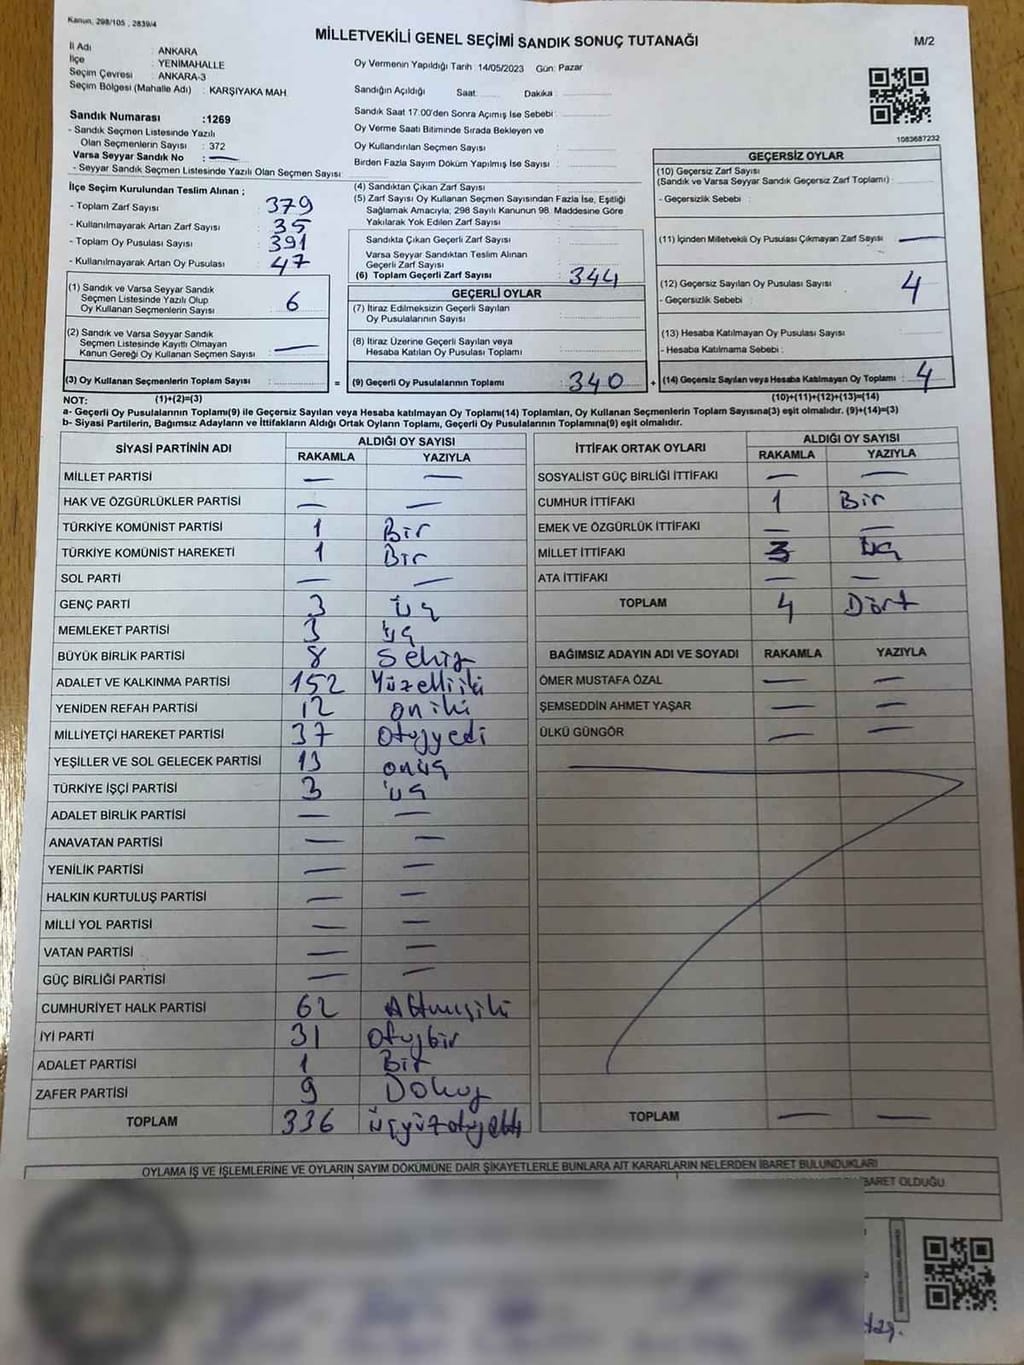 Kanun, 298/105 , 2839/4
MİLLETVEKİLİ GENEL SEÇİMİ SANDIK SONUÇ TUTANAĞI
M/2
İl Adı : ANKARA
İlçe : YENİMAHALLE
Seçim Çevresi : ANKARA-3
Seçim Bölgesi (Mahalle Adı) : KARŞIYAKA MAH.
Sandık Numarası :1269
- Sandık Seçmen Listesinde Yazılı
Olan Seçmenlerin Sayısı : 372
Varsa Seyyar Sandık No : —
- Seyyar Sandık Seçmen Listesinde Yazılı Olan Seçmen Sayısı :
İlçe Seçim Kurulundan Teslim Alınan ;
- Toplam Zarf Sayısı : 379
- Kullanılmayarak Artan Zarf Sayısı : 35
- Toplam Oy Pusulası Sayısı : 391
- Kullanılmayarak Artan Oy Pusulası : 47
(1) Sandık ve Varsa Seyyar Sandık
Seçmen Listesinde Yazılı Olup
Oy Kullanan Seçmenlerin Sayısı : 6
(2) Sandık ve Varsa Seyyar Sandık
Seçmen Listesinde Kayıtlı Olmayan
Kanun Gereği Oy Kullanan Seçmen Sayısı : —
(3) Oy Kullanan Seçmenlerin Toplam Sayısı :
Oy Vermenin Yapıldığı Tarih : 14/05/2023 Gün: Pazar
Sandığın Açıldığı Saat: Dakika :
Sandık Saat 17.00'den Sonra Açımış İse Sebebi :
Oy Verme Saati Bitiminde Sırada Bekleyen ve
Oy Kullandırılan Seçmen Sayısı :
Birden Fazla Sayım Döküm Yapılmış İse Sayısı :
(4) Sandıktan Çıkan Zarf Sayısı :
(5) Zarf Sayısı Oy Kullanan Seçmen Sayısından Fazla İse, Eşitliği
Sağlamak Amacıyla, 298 Sayılı Kanunun 98. Maddesine Göre
Yakılarak Yok Edilen Zarf Sayısı :
Sandıkta Çıkan Geçerli Zarf Sayısı :
Varsa Seyyar Sandıktan Teslim Alınan
Geçerli Zarf Sayısı :
(6) Toplam Geçerli Zarf Sayısı : 344
GEÇERLİ OYLAR
(7) İtiraz Edilmeksizin Geçerli Sayılan
Oy Pusulalarının Sayısı :
(8) İtiraz Üzerine Geçerli Sayılan veya
Hesaba Katılan Oy Pusulası Toplamı :
= (9) Geçerli Oy Pusulalarının Toplamı : 340 +
1083687232
GEÇERSİZ OYLAR
(10) Geçersiz Zarf Sayısı
(Sandık ve Varsa Seyyar Sandık Geçersiz Zarf Toplamı) :
- Geçersizlik Sebebi :
(11) İçinden Milletvekili Oy Pusulası Çıkmayan Zarf Sayısı : —
(12) Geçersiz Sayılan Oy Pusulası Sayısı : 4
- Geçersizlik Sebebi :
(13) Hesaba Katılmayan Oy Pusulası Sayısı :
- Hesaba Katılmama Sebebi :
(14) Geçersiz Sayılan veya Hesaba Katılmayan Oy Toplamı : 4
NOT: (1)+(2)=(3) (10)+(11)+(12)+(13)=(14)
a- Geçerli Oy Pusulalarının Toplamı(9) ile Geçersiz Sayılan veya Hesaba katılmayan Oy Toplamı(14) Toplamları, Oy Kullanan Seçmenlerin Toplam Sayısına(3) eşit olmalıdır. (9)+(14)=(3)
b- Siyasi Partilerin, Bağımsız Adayların ve İttifakların Aldığı Ortak Oyların Toplamı, Geçerli Oy Pusulalarının Toplamına(9) eşit olmalıdır.
SİYASİ PARTİNİN ADI ALDIĞI OY SAYISI
RAKAMLA YAZIYLA
MİLLET PARTİSİ — —
HAK VE ÖZGÜRLÜKLER PARTİSİ — —
TÜRKİYE KOMÜNİST PARTİSİ 1 Bir
TÜRKİYE KOMÜNİST HAREKETİ 1 Bir
SOL PARTİ — —
GENÇ PARTİ 3 üç
MEMLEKET PARTİSİ 3 üç
BÜYÜK BİRLİK PARTİSİ 8 Sekiz
ADALET VE KALKINMA PARTİSİ 152 Yüzelliiki
YENİDEN REFAH PARTİSİ 12 oniki
MİLLİYETÇİ HAREKET PARTİSİ 37 Otuzyedi
YEŞİLLER VE SOL GELECEK PARTİSİ 13 onüç
TÜRKİYE İŞÇİ PARTİSİ 3 üç
ADALET BİRLİK PARTİSİ — —
ANAVATAN PARTİSİ — —
YENİLİK PARTİSİ — —
HALKIN KURTULUŞ PARTİSİ — —
MİLLİ YOL PARTİSİ — —
VATAN PARTİSİ — —
GÜÇ BİRLİĞİ PARTİSİ — —
CUMHURİYET HALK PARTİSİ 62 Altmışiki
İYİ PARTİ 31 Otuzbir
ADALET PARTİSİ 1 Bir
ZAFER PARTİSİ 9 Dokuz
TOPLAM 336 üçyüzotuzaltı
İTTİFAK ORTAK OYLARI ALDIĞI OY SAYISI
RAKAMLA YAZIYLA
SOSYALİST GÜÇ BİRLİĞİ İTTİFAKI — —
CUMHUR İTTİFAKI 1 Bir
EMEK VE ÖZGÜRLÜK İTTİFAKI — —
MİLLET İTTİFAKI 3 üç
ATA İTTİFAKI — —
TOPLAM 4 Dört
BAĞIMSIZ ADAYIN ADI VE SOYADI RAKAMLA YAZIYLA
ÖMER MUSTAFA ÖZAL — —
ŞEMSEDDİN AHMET YAŞAR — —
ÜLKÜ GÜNGÖR — —
TOPLAM — —
OYLAMA İŞ VE İŞLEMLERİNE VE OYLARIN SAYIM DÖKÜMÜNE DAİR ŞİKAYETLERLE BUNLARA AİT KARARLARIN NELERDEN İBARET BULUNDUKLARI
BARET OLDUĞU